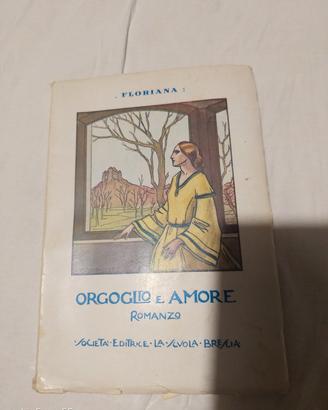 . FLORIANA :
ORGOGLIO E AMORE
ROMANZO
·SOCIETÀ·EDITRICE·LA·SCUOLA·BRESCIA·